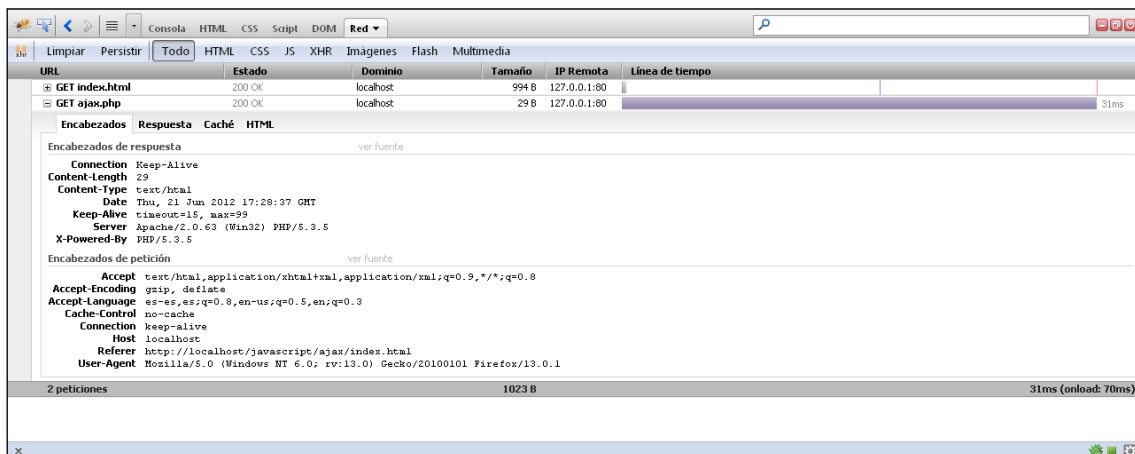 Consola HTML CSS Script DOM Red
xhr Limpiar Persistir Todo HTML CSS JS XHR Imágenes Flash Multimedia
URL Estado Dominio Tamaño IP Remota Línea de tiempo
GET index.html 200 OK localhost 994 B 127.0.0.1:80
GET ajax.php 200 OK localhost 29 B 127.0.0.1:80 31ms
Encabezados Respuesta Caché HTML
Encabezados de respuesta ver fuente
Connection Keep-Alive
Content-Length 29
Content-Type text/html
Date Thu, 21 Jun 2012 17:28:37 GMT
Keep-Alive timeout=15, max=99
Server Apache/2.0.63 (Win32) PHP/5.3.5
X-Powered-By PHP/5.3.5
Encabezados de petición ver fuente
Accept text/html,application/xhtml+xml,application/xml;q=0.9,*/*;q=0.8
Accept-Encoding gzip, deflate
Accept-Language es-es,es;q=0.8,en-us;q=0.5,en;q=0.3
Cache-Control no-cache
Connection keep-alive
Host localhost
Referer http://localhost/javascript/ajax/index.html
User-Agent Mozilla/5.0 (Windows NT 6.0; rv:13.0) Gecko/20100101 Firefox/13.0.1
2 peticiones 1023 B 31ms (onload: 70ms)